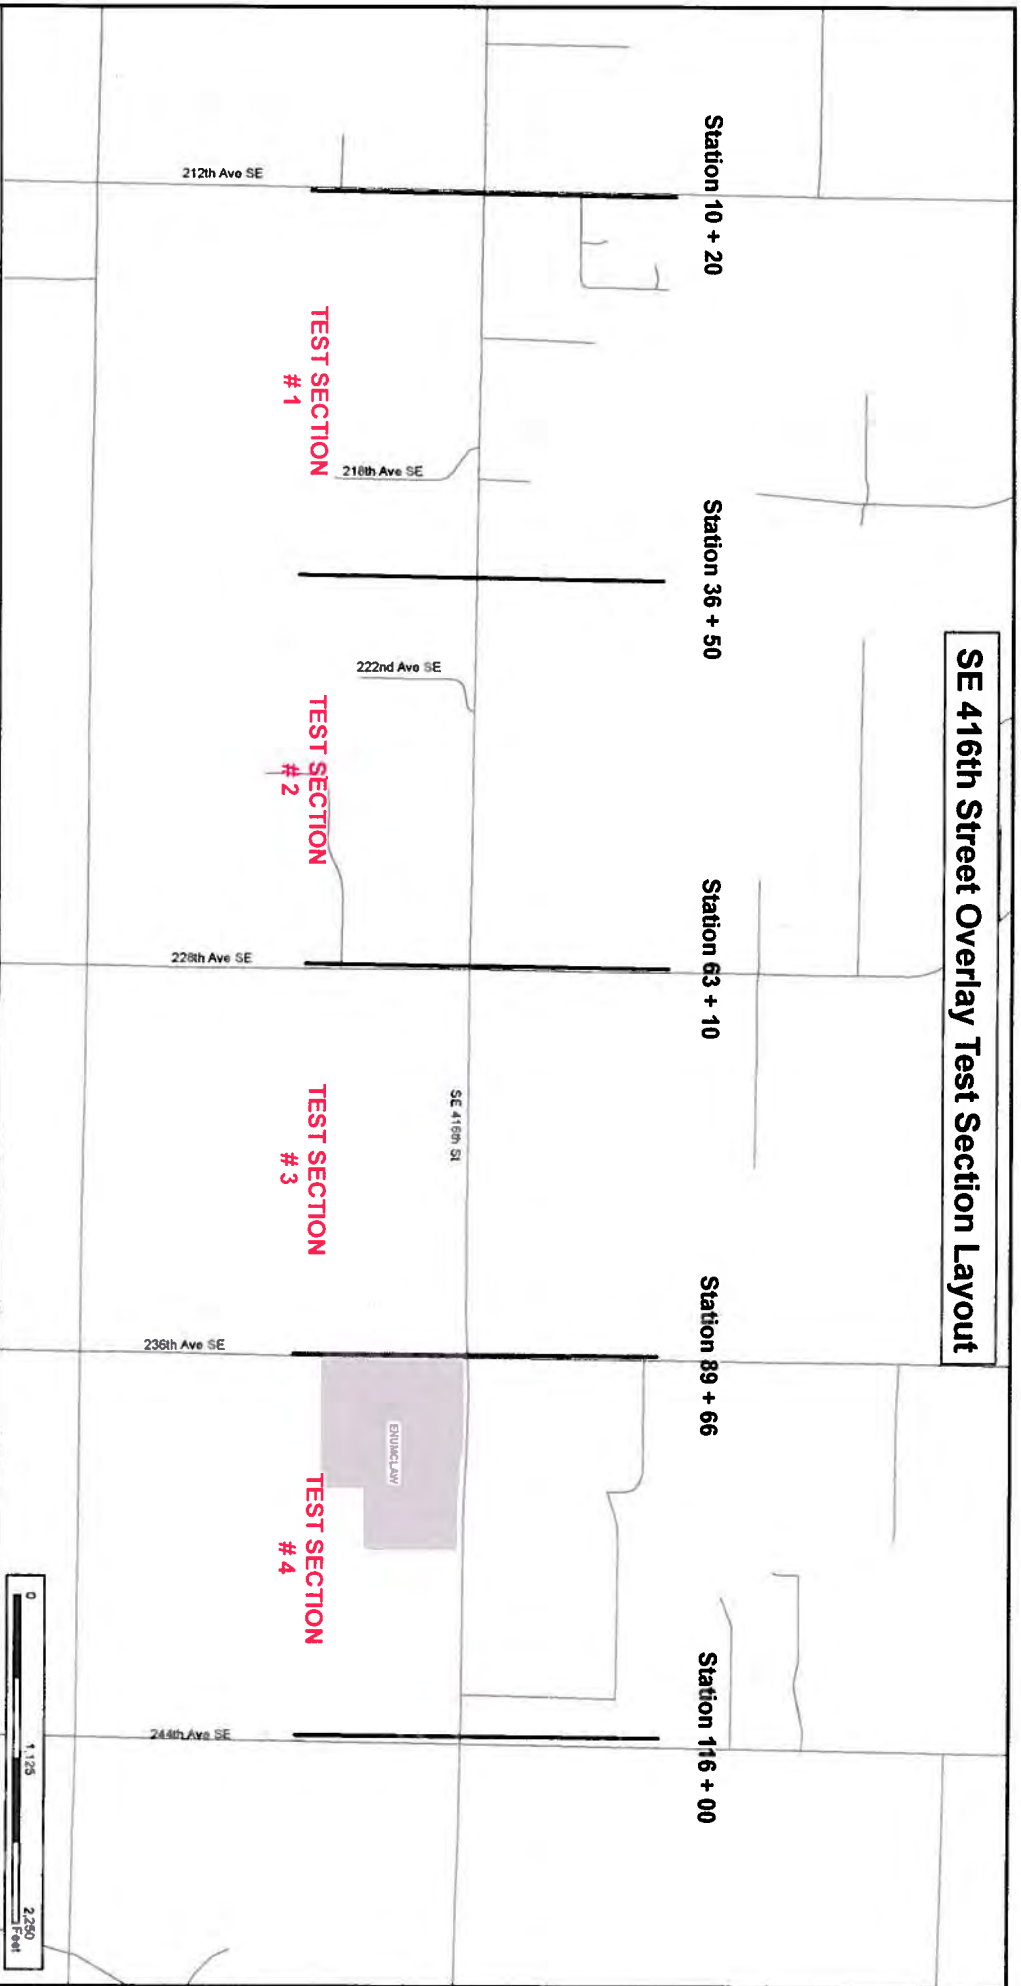 SE 416th Street Overlay Test Section Layout
Station 10 + 20
Station 36 + 50
Station 63 + 10
Station 89 + 66
Station 116 + 00
212th Ave SE
218th Ave SE
222nd Ave SE
228th Ave SE
236th Ave SE
244th Ave SE
SE 416th St
ENUMCLAW
TEST SECTION
# 1
TEST SECTION
# 2
TEST SECTION
# 3
TEST SECTION
# 4
0 1,125 2,250
Feet